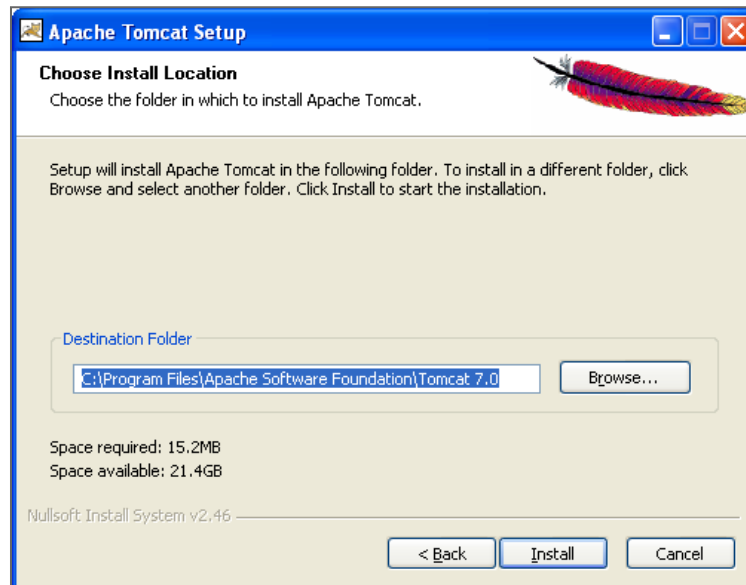 Apache Tomcat Setup
Choose Install Location
Choose the folder in which to install Apache Tomcat.
Setup will install Apache Tomcat in the following folder. To install in a different folder, click
Browse and select another folder. Click Install to start the installation.
Destination Folder
C:\Program Files\Apache Software Foundation\Tomcat 7.0
Browse...
Space required: 15.2MB
Space available: 21.4GB
Nullsoft Install System v2.46
< Back
Install
Cancel